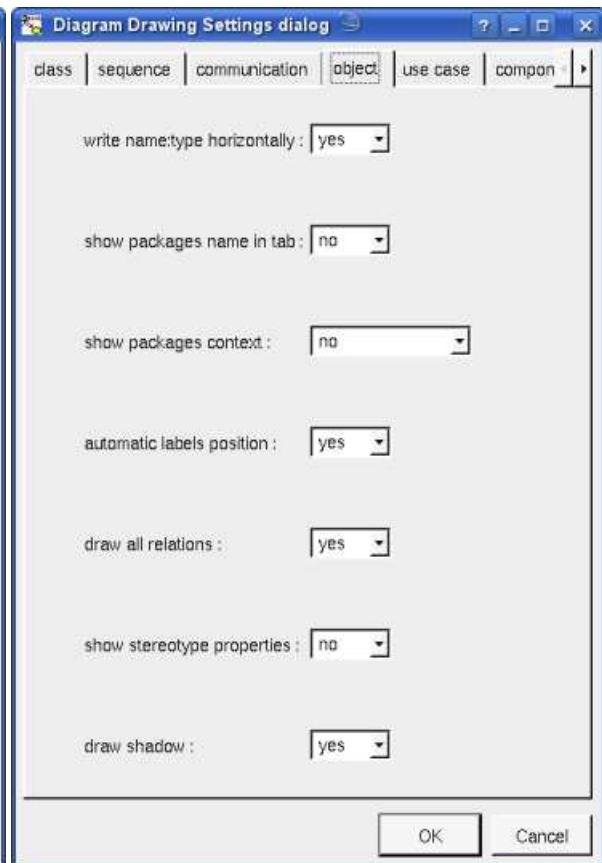 Diagram Drawing Settings dialog
class sequence communication object use case compon
write name:type horizontally : yes
show packages name in tab : no
show packages context : no
automatic labels position : yes
draw all relations : yes
show stereotype properties : no
draw shadow : yes
OK Cancel